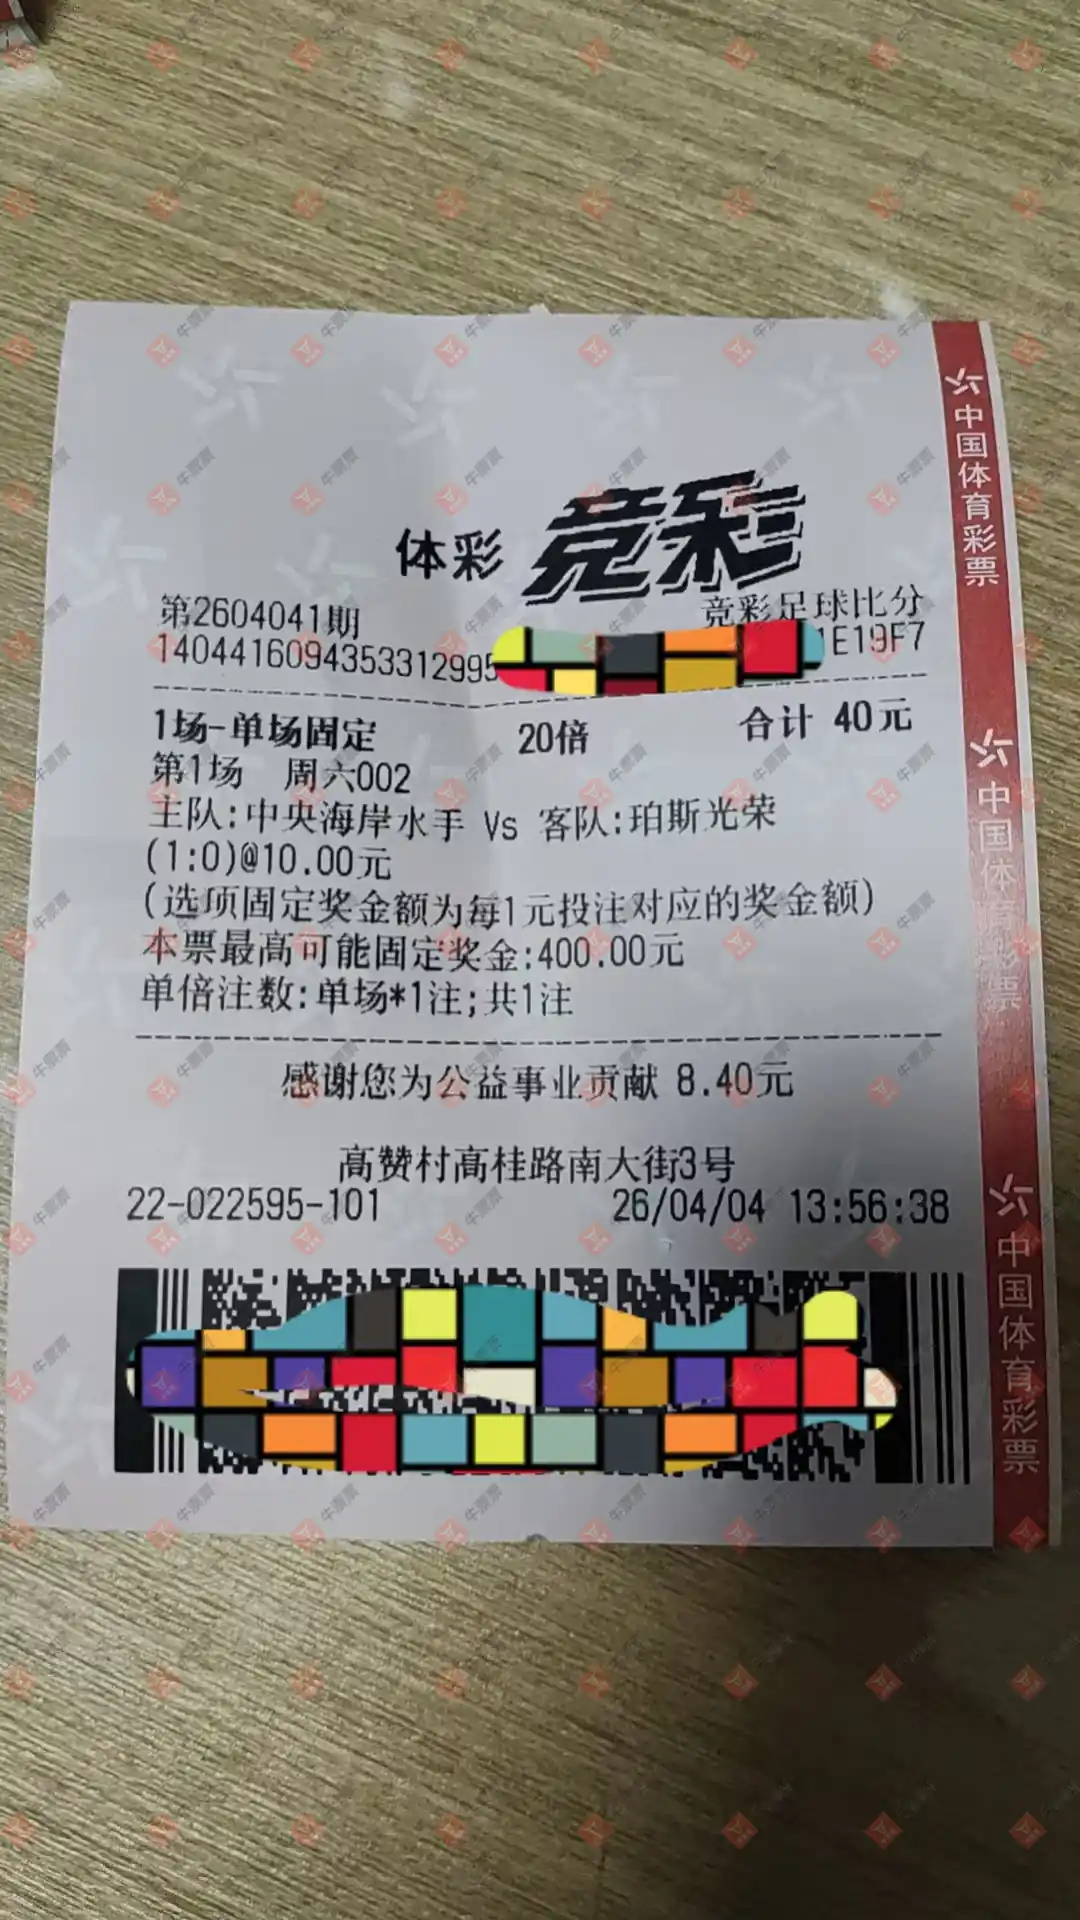 体彩 竞彩
第2604041期
竞彩足球比分
14044160943533129​95
1E19F7
1场-单场固定 20倍 合计 40元
第1场 周六002
主队:中央海岸水手 Vs 客队:珀斯光荣
(1:0)@10.00元
(选项固定奖金额为每1元投注对应的奖金额)
本票最高可能固定奖金:400.00元
单倍注数:单场*1注;共1注
感谢您为公益事业贡献 8.40元
高赞村高桂路南大街3号
22-022595-101 26/04/04 13:56:38
中国体育彩票
中国体育彩票
中国体育彩票
牛票票